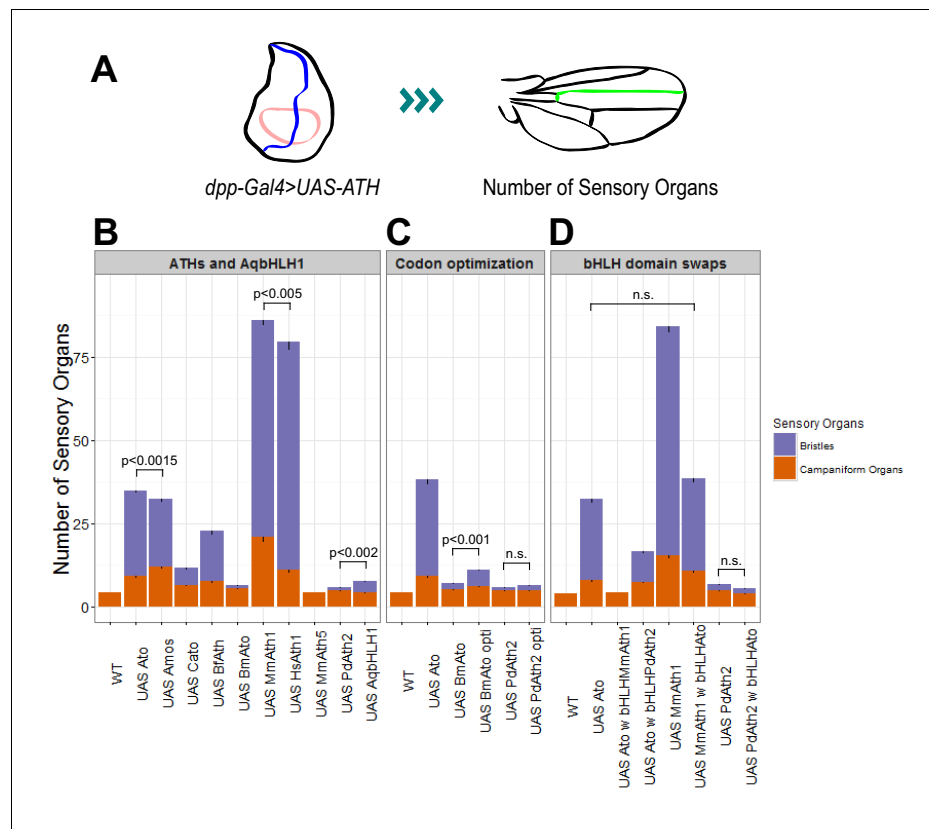 A
dpp-Gal4>UAS-ATH
Number of Sensory Organs
B
C
D
ATHs and AqbHLH1
Codon optimization
bHLH domain swaps
Number of Sensory Organs
75
50
25
0
p<0.0015
p<0.005
p<0.002
p<0.001
n.s.
n.s.
n.s.
WT
UAS Ato
UAS Amos
UAS Cato
UAS BfAth
UAS BmAto
UAS MmAth1
UAS HsAth1
UAS MmAth5
UAS PdAth2
UAS AqbHLH1
WT
UAS Ato
UAS BmAto
UAS BmAto opti
UAS PdAth2
UAS PdAth2 opti
WT
UAS Ato
UAS Ato w bHLHMmAth1
UAS Ato w bHLHPdAth2
UAS MmAth1
UAS MmAth1 w bHLHAto
UAS PdAth2
UAS PdAth2 w bHLHAto
Sensory Organs
Bristles
Campaniform Organs